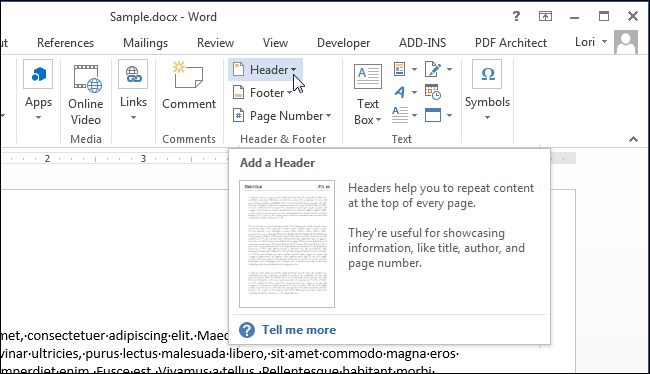 Sample.docx - Word
References Mailings Review View Developer ADD-INS PDF Architect Lori
Header
Footer
Page Number
Apps Online Video Links Comment Text Box Symbols
Media Comments Header & Footer Text
2 3
Add a Header
Headers help you to repeat content
at the top of every page.
They're useful for showcasing
information, like title, author, and
page number.
? Tell me more
met,·consectetuer·adipiscing·elit.·Maec
vinar·ultricies,·purus·lectus·malesuada·libero,·sit·amet·commodo·magna·eros·
mperdiet·enim.·Fusce·est.·Vivamus·a·tellus.·Pellentesque·habitant·morbi·